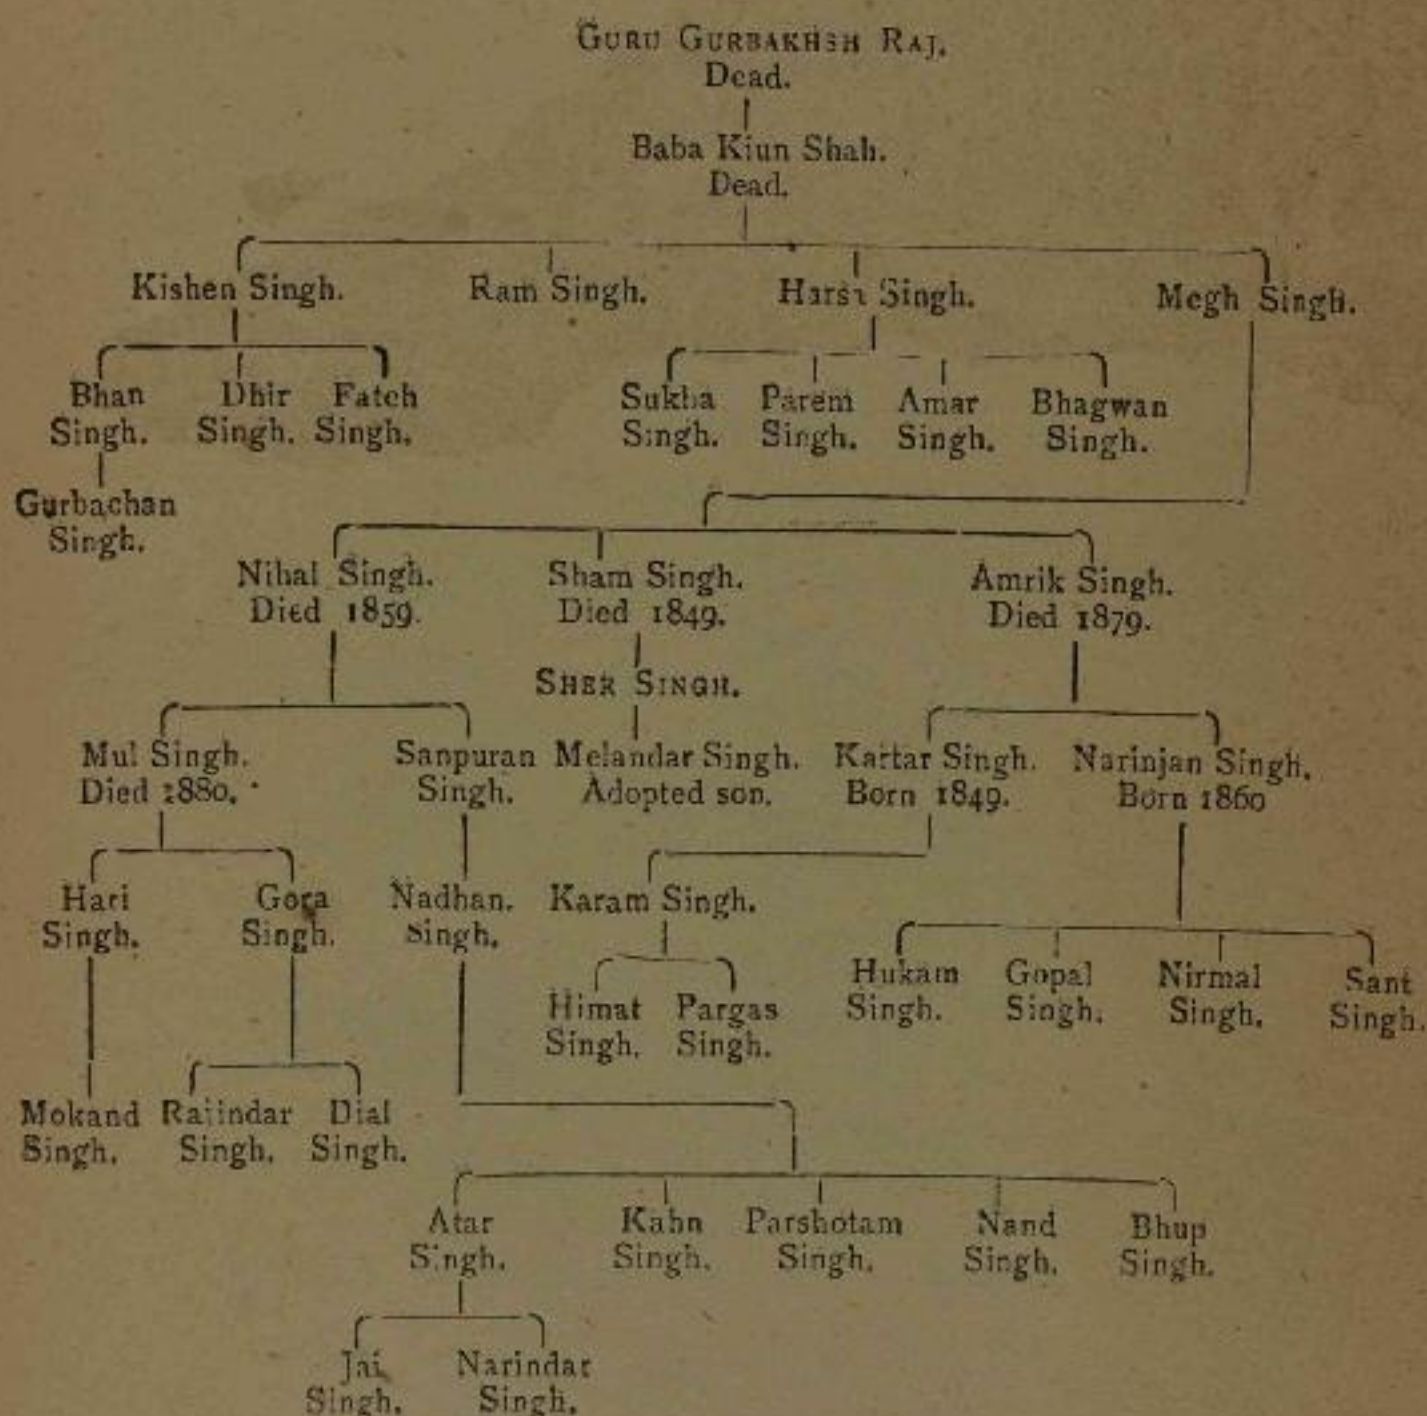 GURU GURBAKHSH RAJ.
Dead.
Baba Kiun Shah.
Dead.
Kishen Singh. Ram Singh. Harsa Singh. Megh Singh.
Bhan Dhir Fateh Sukha Parem Amar Bhagwan
Singh. Singh. Singh. Singh. Singh. Singh. Singh.
Gurbachan
Singh.
Nihal Singh. Sham Singh. Amrik Singh.
Died 1859. Died 1849. Died 1879.
SHER SINGH.
Mul Singh. Sanpuran Melandar Singh. Kartar Singh. Narinjan Singh.
Died 1880. Singh. Adopted son. Born 1849. Born 1860
Hari Gora Nadhan. Karam Singh.
Singh. Singh. Singh.
Hukam Gopal Nirmal Sant
Singh. Singh. Singh. Singh.
Himat Pargas
Singh. Singh.
Mokand Rajindar Dial
Singh. Singh. Singh.
Atar Kahn Parshotam Nand Bhup
Singh. Singh. Singh. Singh. Singh.
Jai Narindar
Singh. Singh.